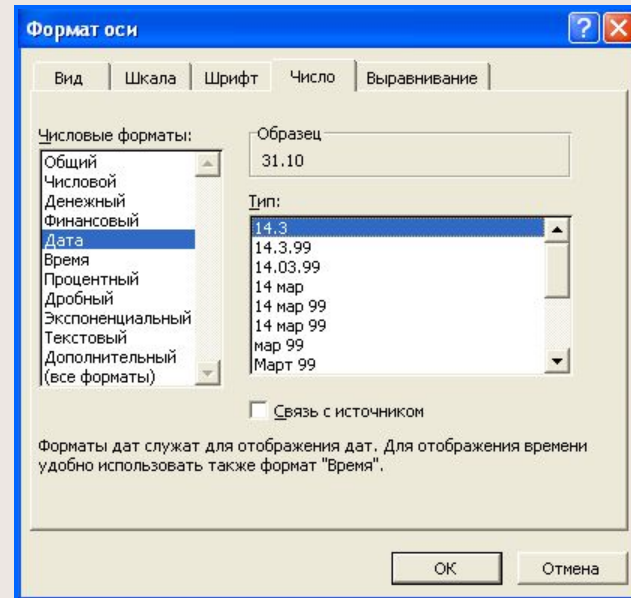 Формат оси
Вид Шкала Шрифт Число Выравнивание
Числовые форматы:
Общий
Числовой
Денежный
Финансовый
Дата
Время
Процентный
Дробный
Экспоненциальный
Текстовый
Дополнительный
(все форматы)
Образец
31.10
Тип:
14.3
14.3.99
14.03.99
14 мар
14 мар 99
14 мар 99
мар 99
Март 99
Связь с источником
Форматы дат служат для отображения дат. Для отображения времени
удобно использовать также формат "Время".
ОК Отмена